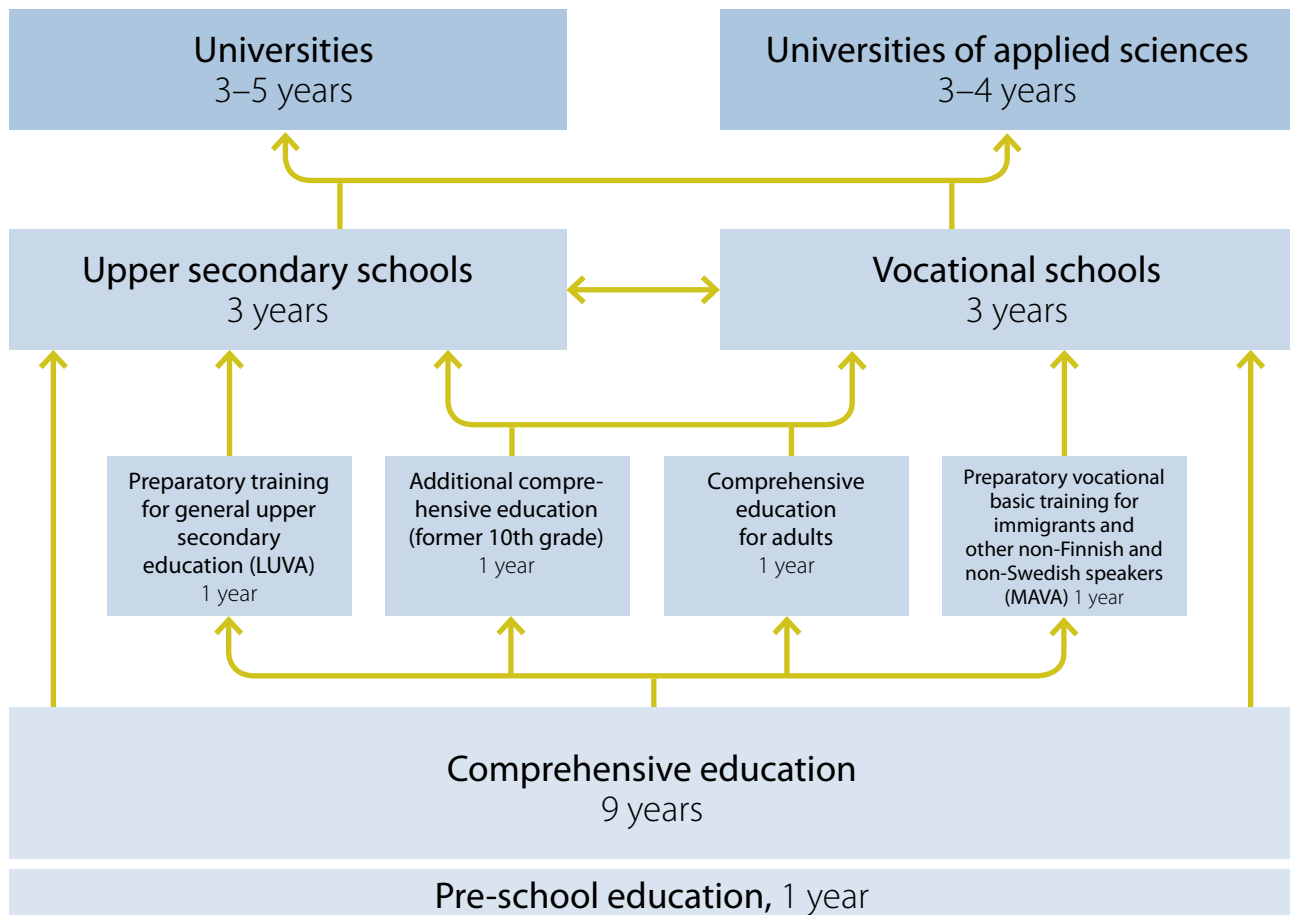 Universities
3–5 years
Universities of applied sciences
3–4 years
Upper secondary schools
3 years
Vocational schools
3 years
Preparatory training
for general upper
secondary
education (LUVA)
1 year
Additional compre-
hensive education
(former 10th grade)
1 year
Comprehensive
education
for adults
1 year
Preparatory vocational
basic training for
immigrants and
other non-Finnish and
non-Swedish speakers
(MAVA) 1 year
Comprehensive education
9 years
Pre-school education, 1 year